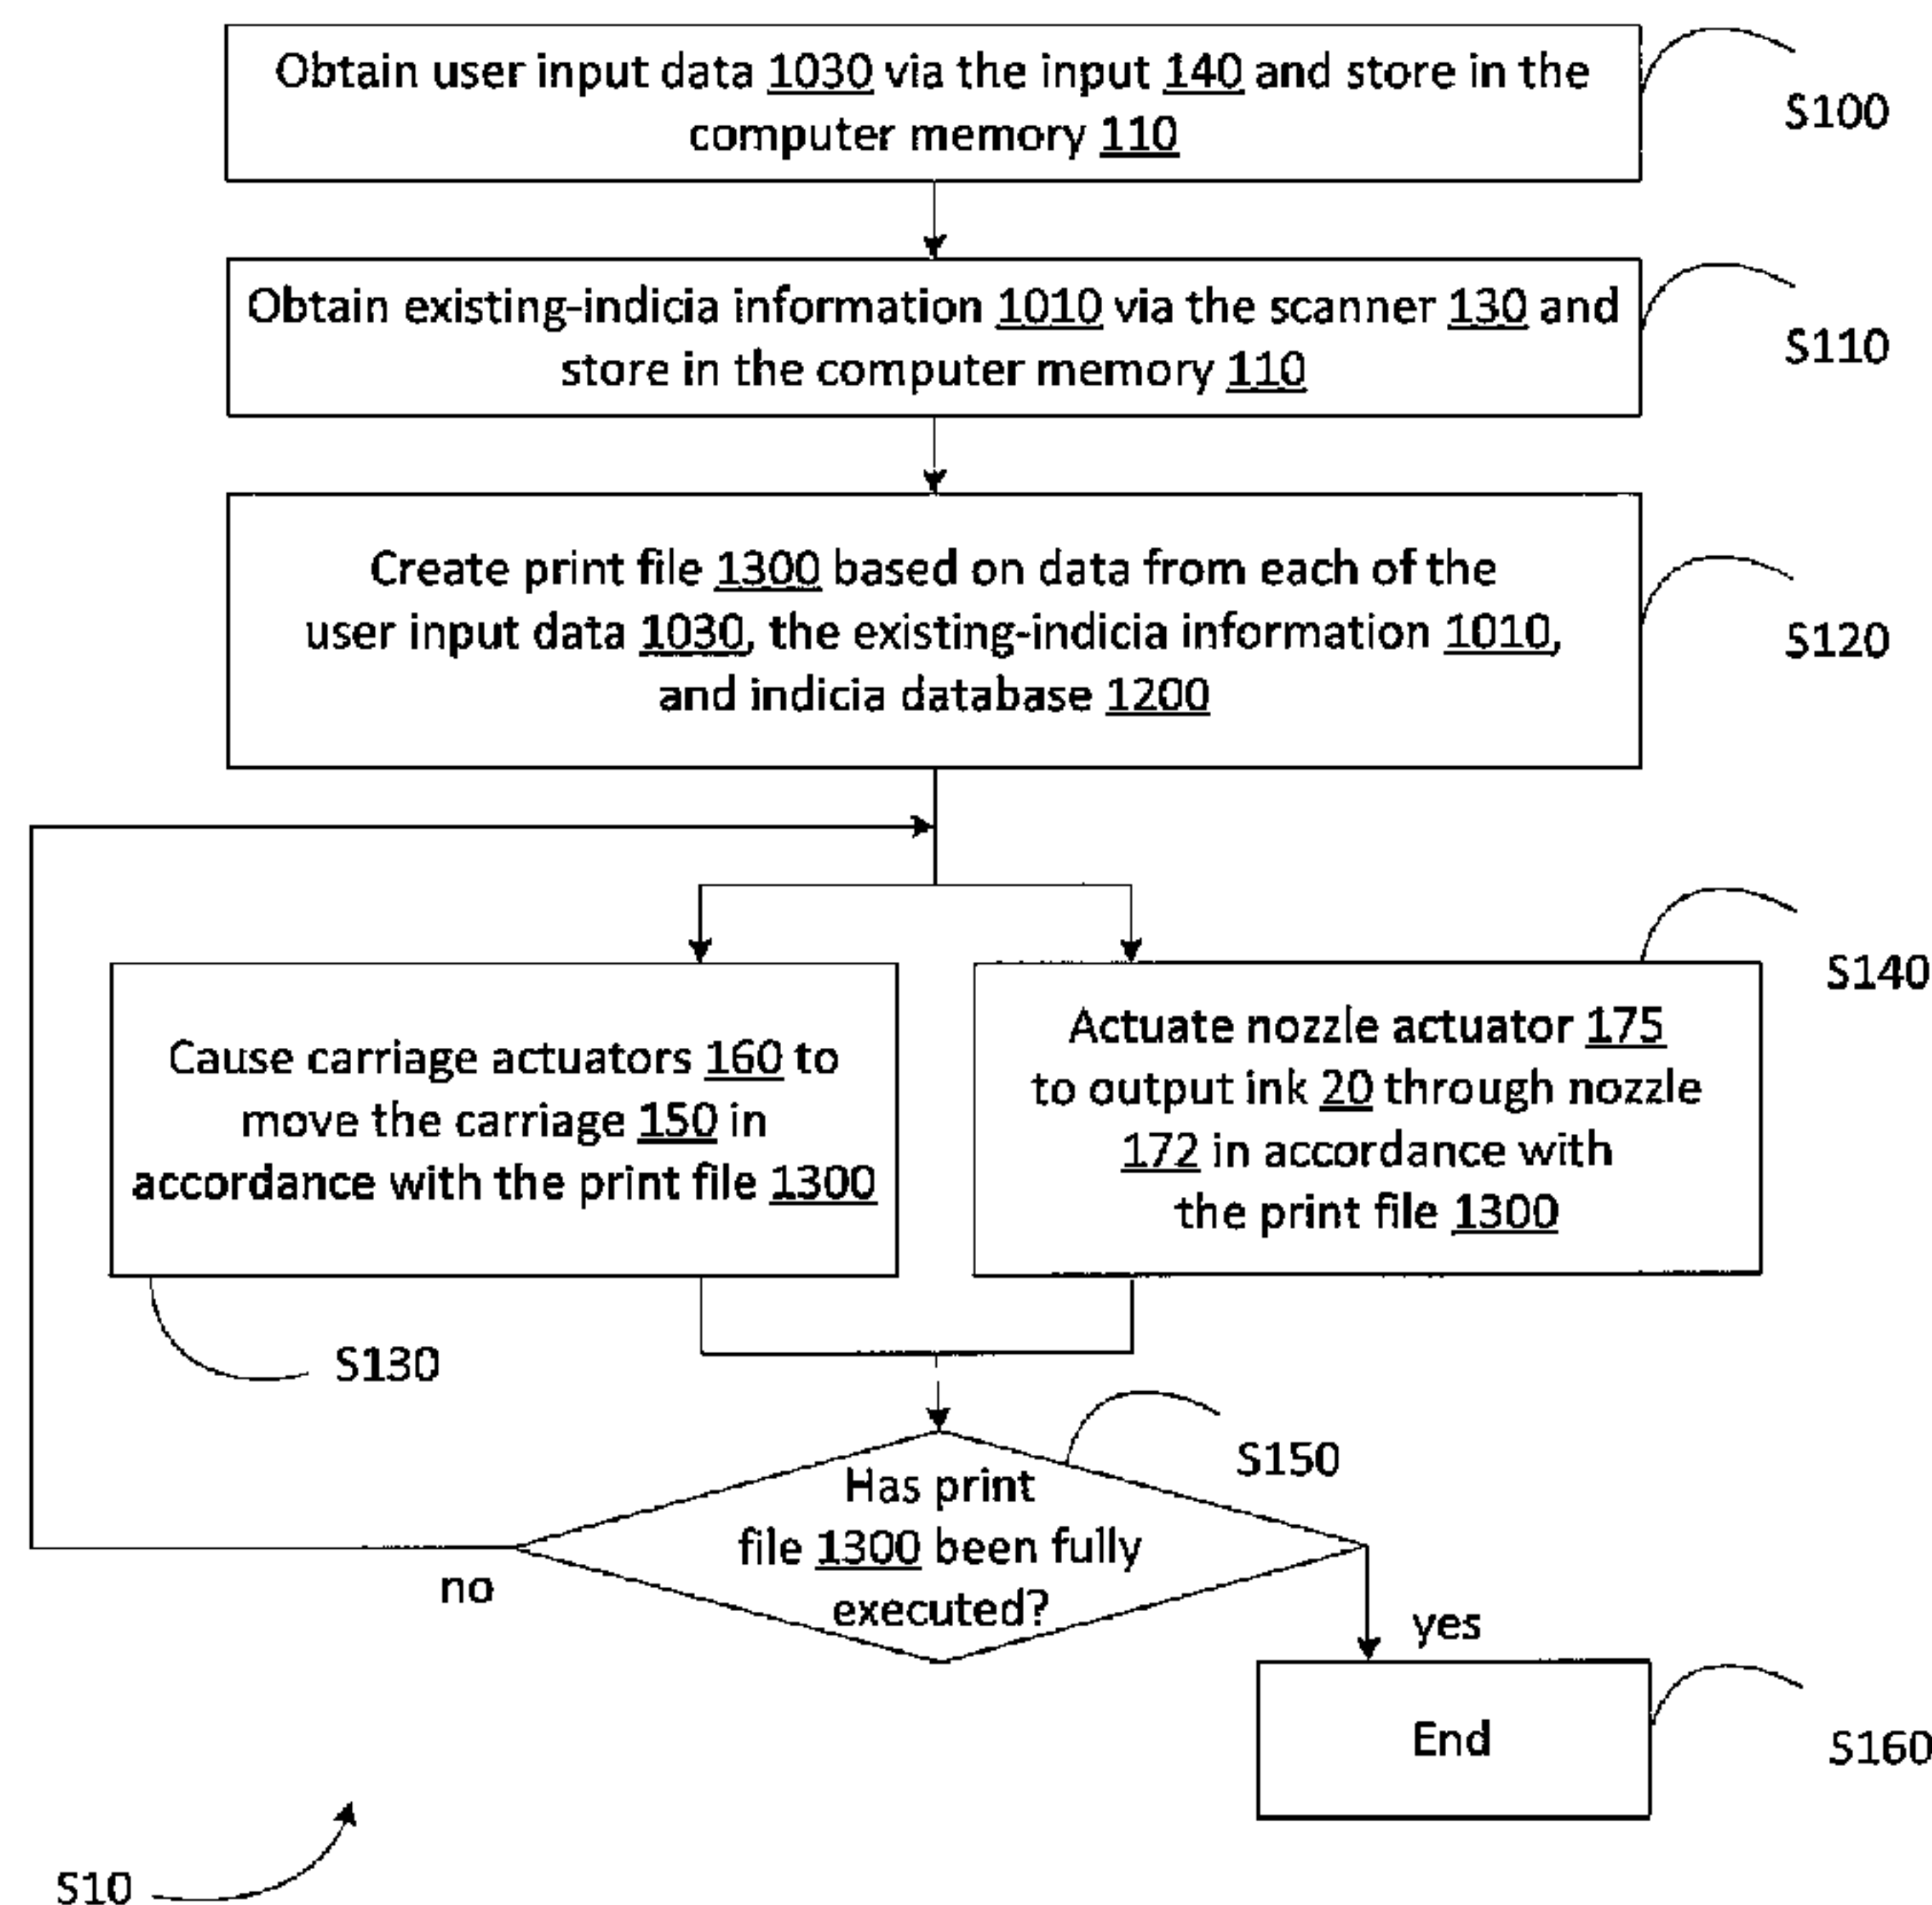 Obtain user input data 1030 via the input 140 and store in the
computer memory 110
S100
Obtain existing-indicia information 1010 via the scanner 130 and
store in the computer memory 110
S110
Create print file 1300 based on data from each of the
user input data 1030, the existing-indicia information 1010,
and indicia database 1200
S120
Cause carriage actuators 160 to
move the carriage 150 in
accordance with the print file 1300
S130
Actuate nozzle actuator 175
to output ink 20 through nozzle
172 in accordance with
the print file 1300
S140
Has print
file 1300 been fully
executed?
S150
no
yes
End
S160
S10